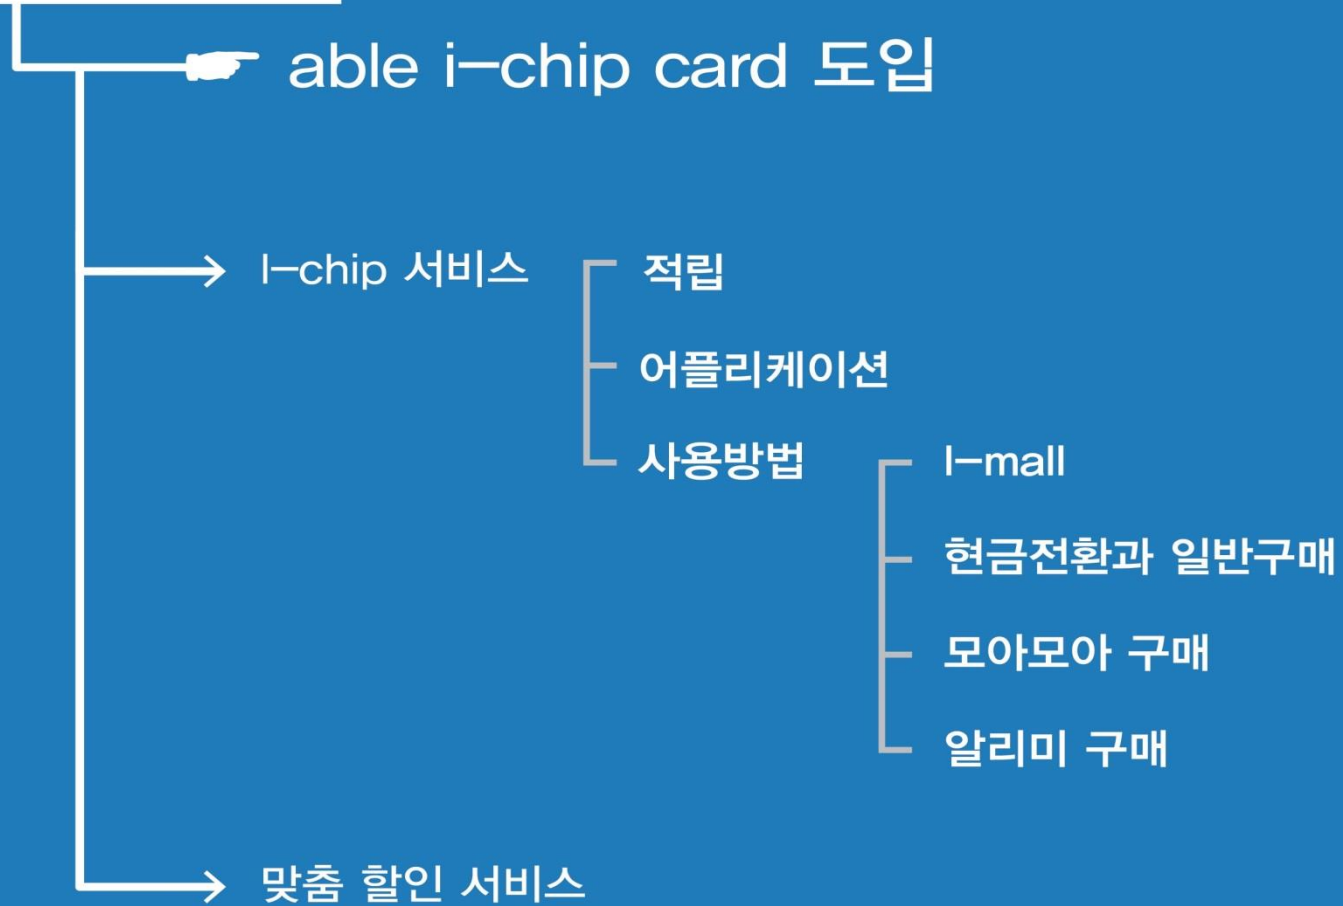 able i-chip card 도입
I-chip 서비스
적립
어플리케이션
사용방법
I-mall
현금전환과 일반구매
모아모아 구매
알리미 구매
맞춤 할인 서비스